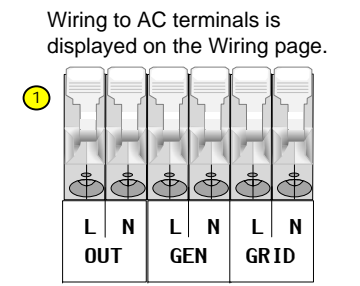 Wiring to AC terminals is
displayed on the Wiring page.
1
L N L N L N
OUT GEN GRID